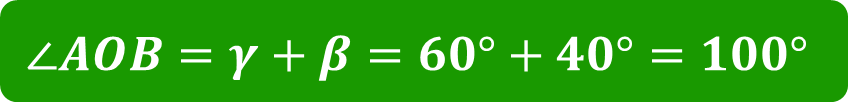 ∠AOB = γ + β = 60° + 40° = 100°